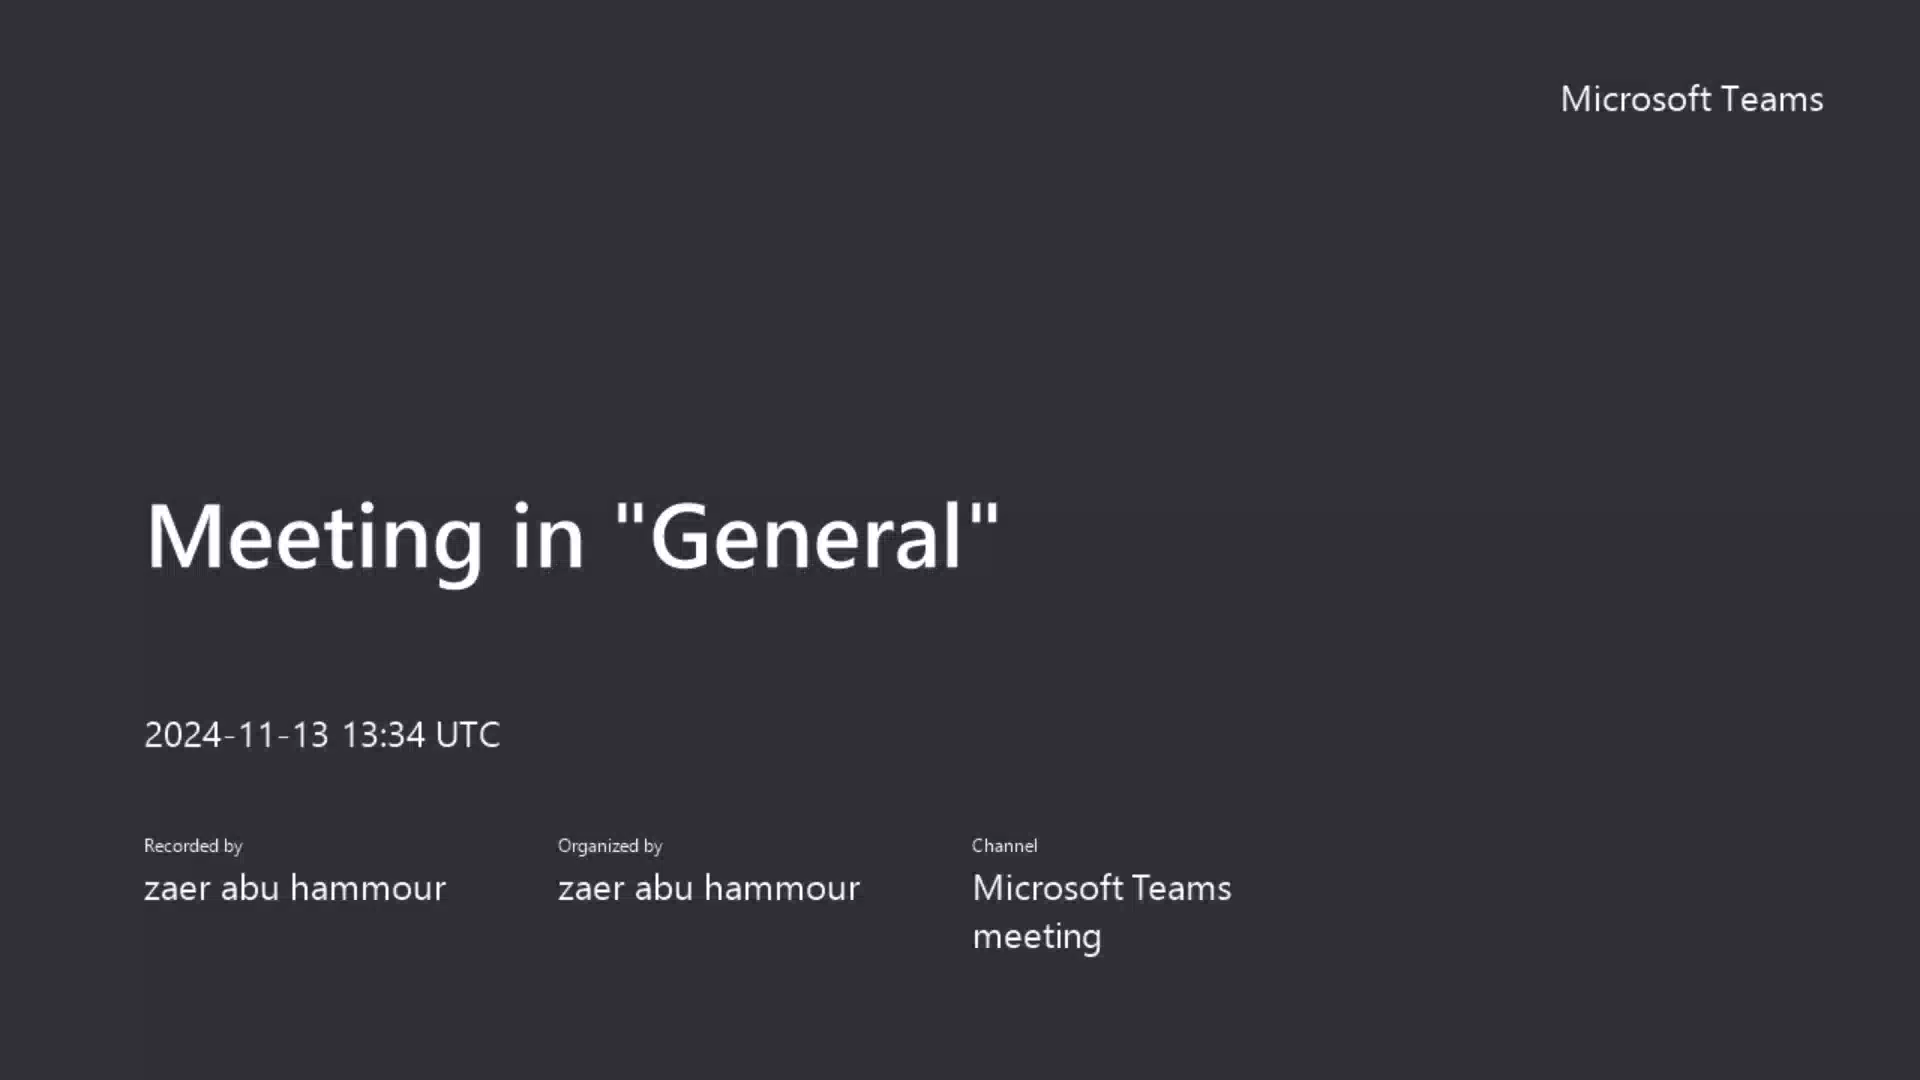 Microsoft Teams
Meeting in "General"
2024-11-13 13:34 UTC
Recorded by
zaer abu hammour
Organized by
zaer abu hammour
Channel
Microsoft Teams
meeting